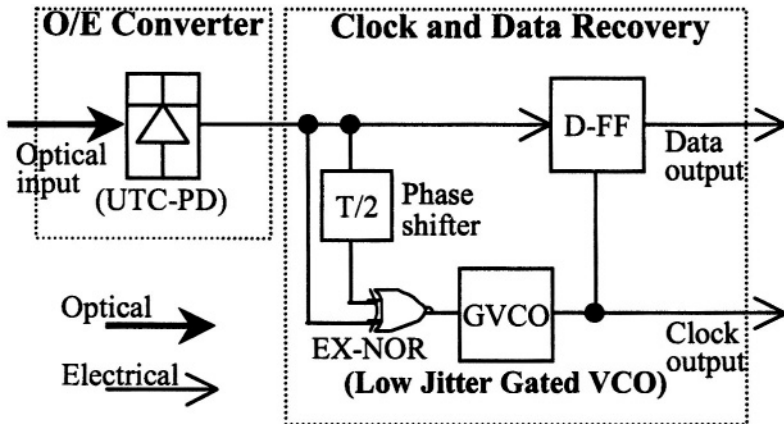 O/E Converter
Clock and Data Recovery
Optical
input
(UTC-PD)
D-FF
Data
output
T/2
Phase
shifter
Optical
EX-NOR
GVCO
Clock
output
Electrical
(Low Jitter Gated VCO)